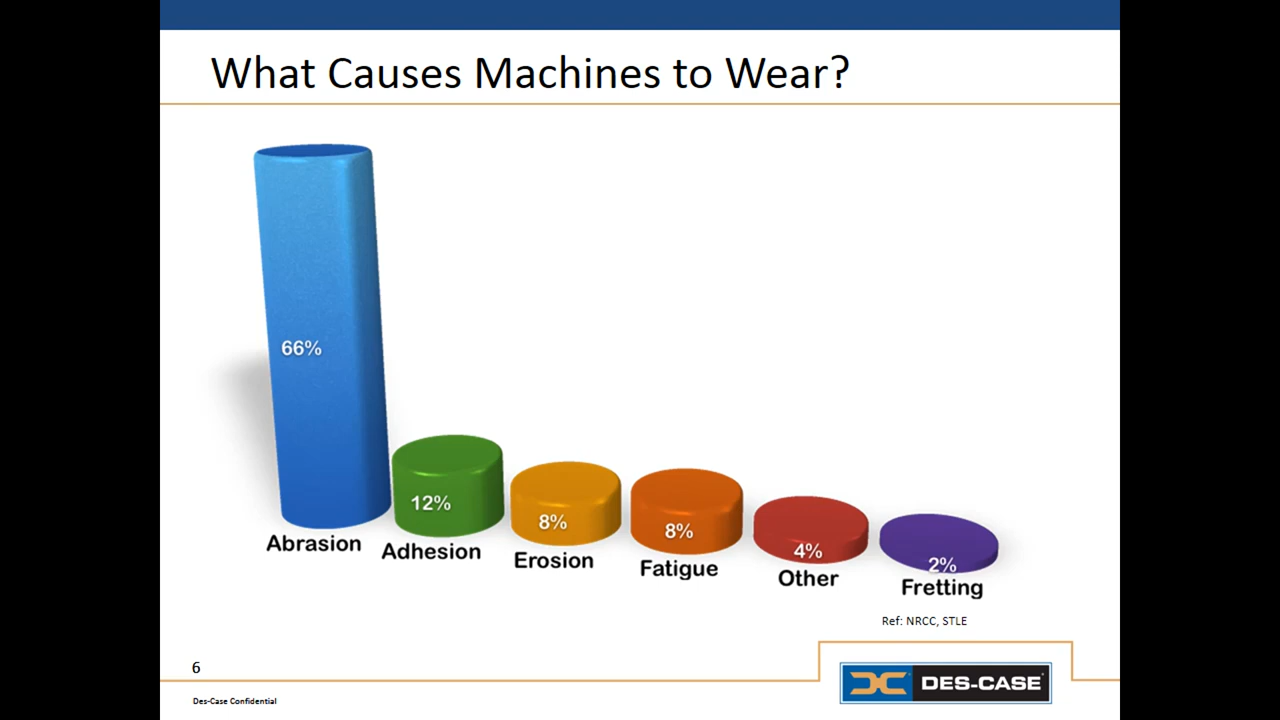 What Causes Machines to Wear?
66%
12%
8%
8%
4%
2%
Abrasion
Adhesion
Erosion
Fatigue
Other
Fretting
Ref: NRCC, STLE
6
DES-CASE
Des-Case Confidential